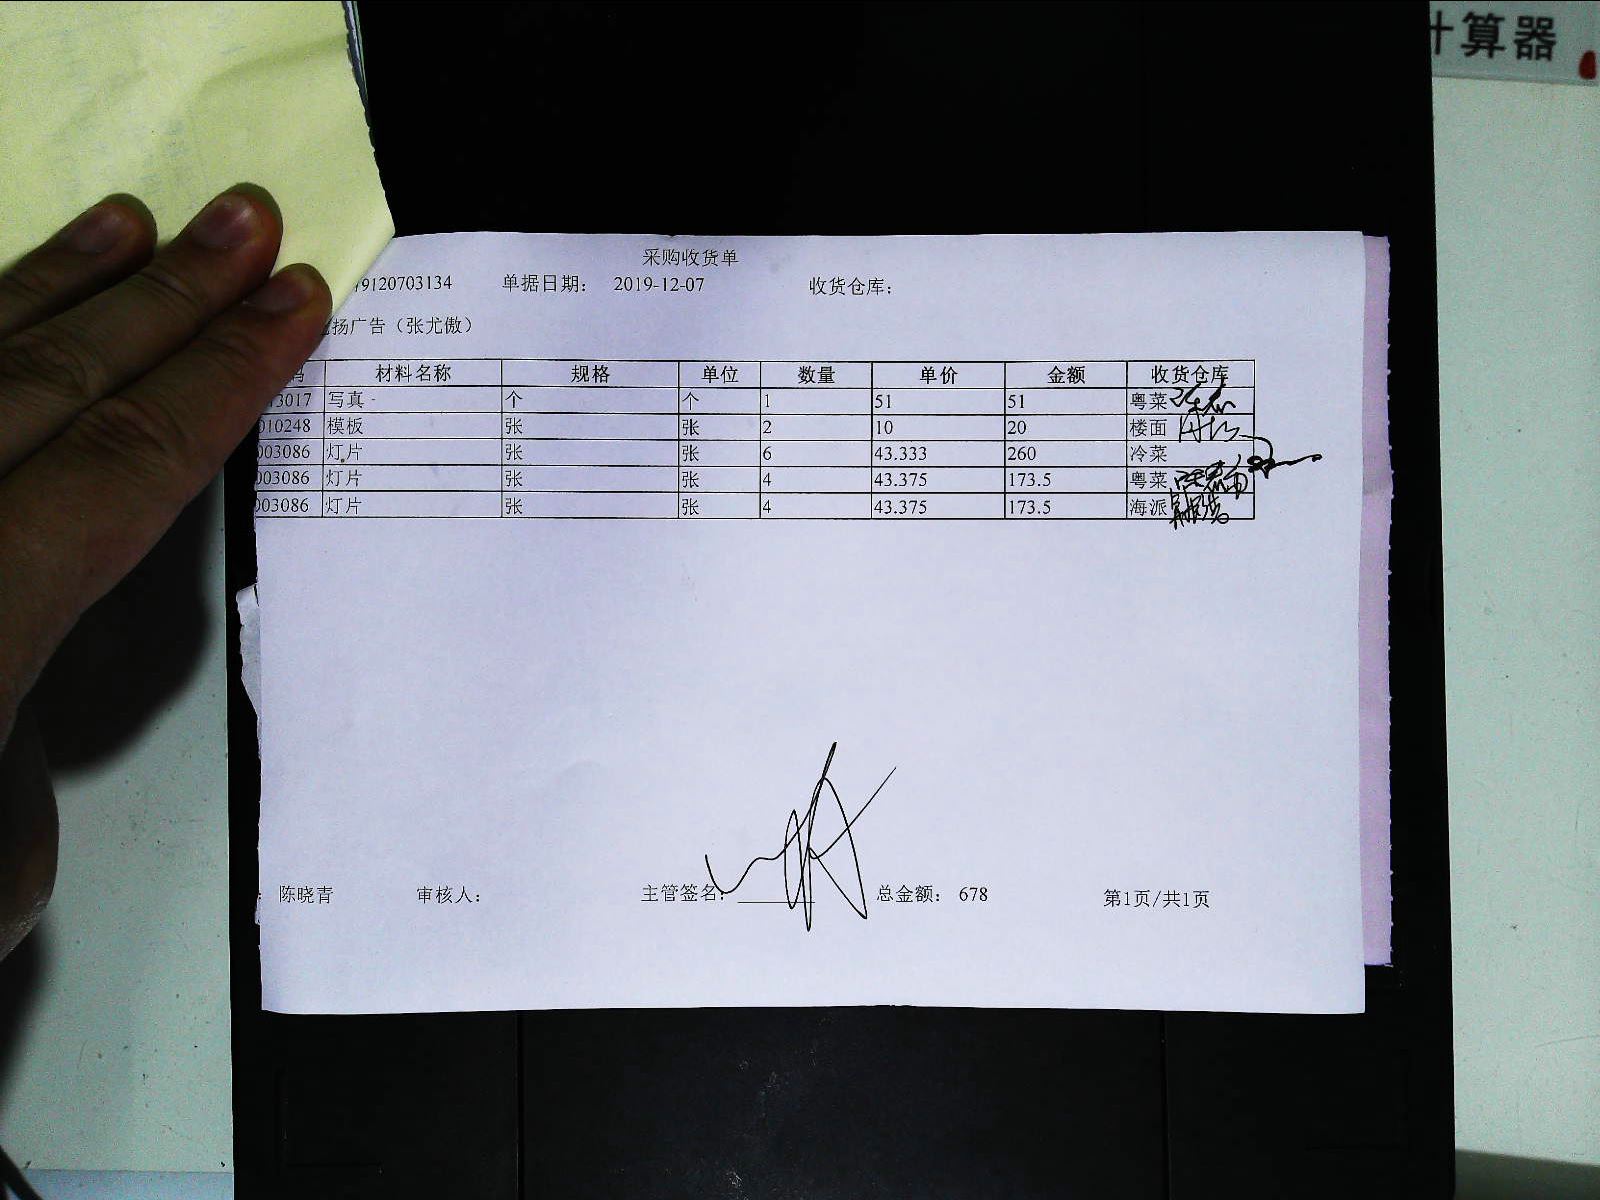 计算器
采购收货单
9120703134 单据日期： 2019-12-07 收货仓库：
扬广告（张尤傲）
码 材料名称 规格 单位 数量 单价 金额 收货仓库
3017 写真 个 个 1 51 51 粤菜
010248 模板 张 张 2 10 20 楼面
003086 灯片 张 张 6 43.333 260 冷菜
003086 灯片 张 张 4 43.375 173.5 粤菜
003086 灯片 张 张 4 43.375 173.5 海派
： 陈晓青 审核人： 主管签名： 总金额： 678 第1页/共1页